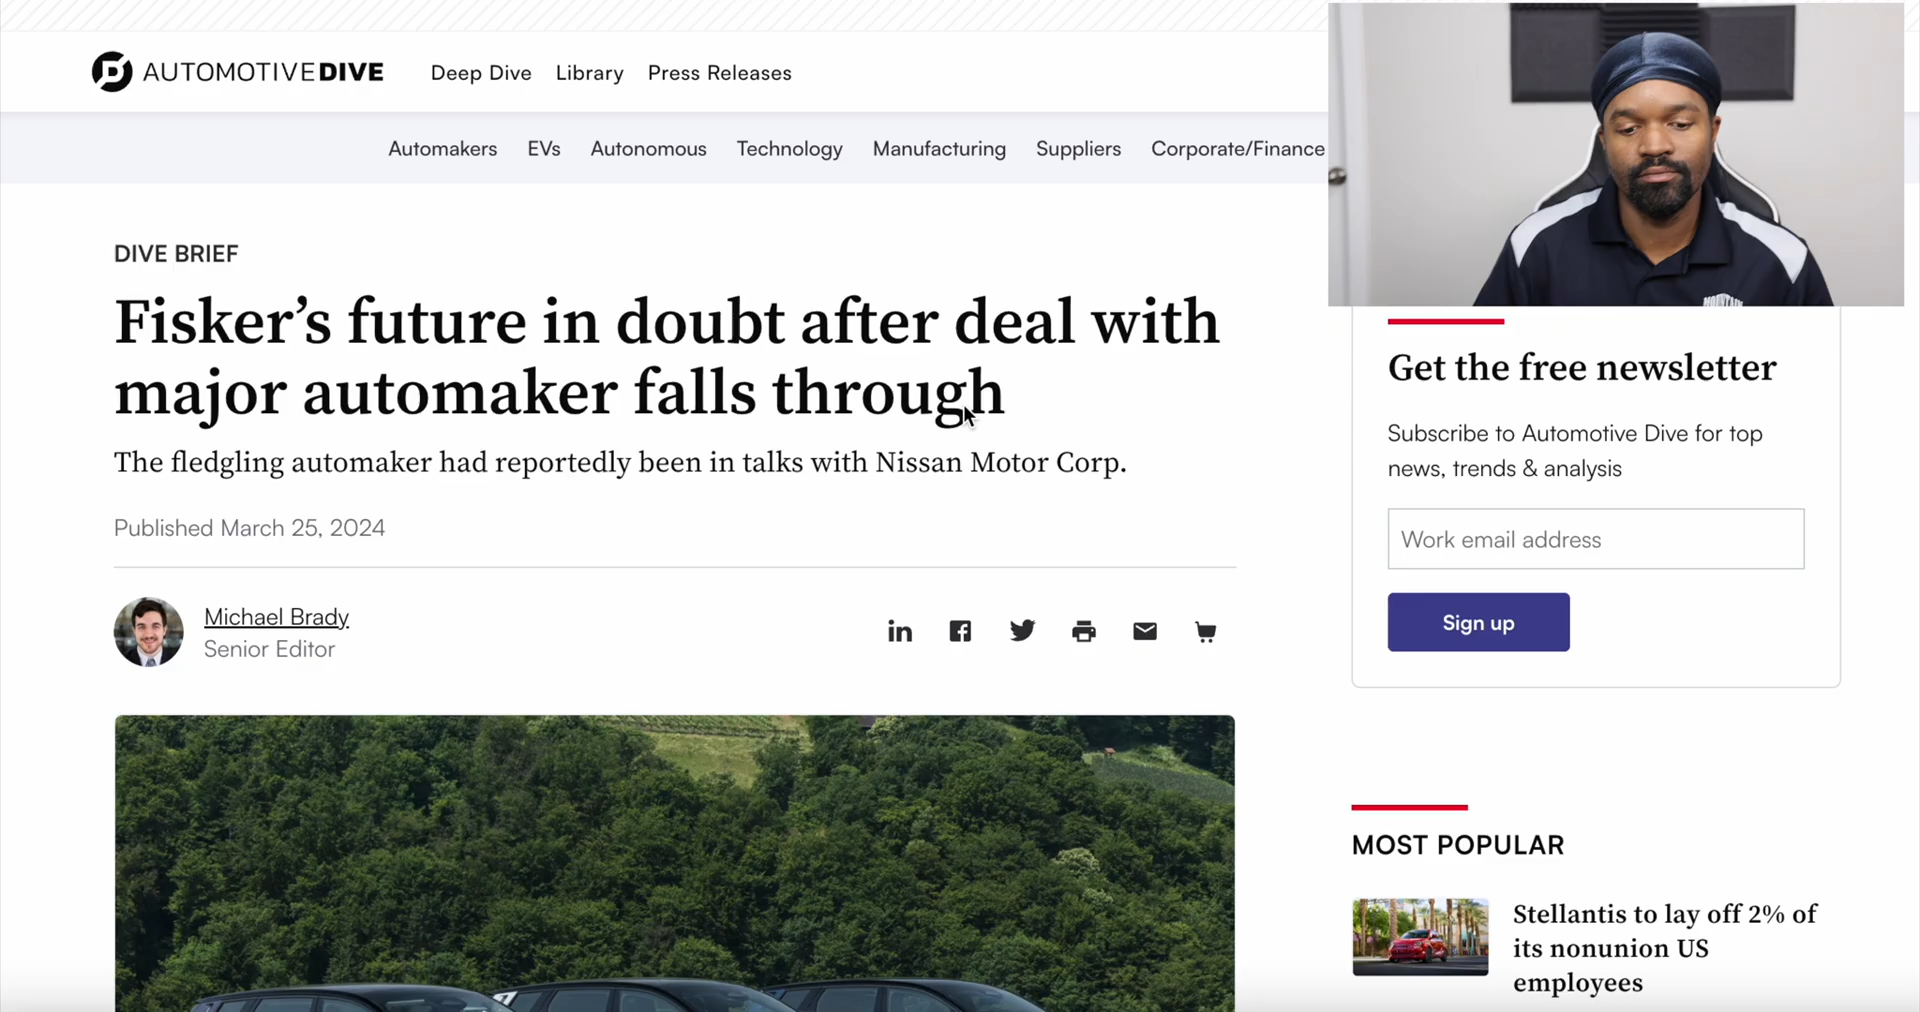 AUTOMOTIVEDIVE
Deep Dive
Library
Press Releases
Automakers
EVs
Autonomous
Technology
Manufacturing
Suppliers
Corporate/Finance
DIVE BRIEF
Fisker’s future in doubt after deal with
major automaker falls through
The fledgling automaker had reportedly been in talks with Nissan Motor Corp.
Published March 25, 2024
Michael Brady
Senior Editor
Get the free newsletter
Subscribe to Automotive Dive for top
news, trends & analysis
Work email address
Sign up
MOST POPULAR
Stellantis to lay off 2% of
its nonunion US
employees